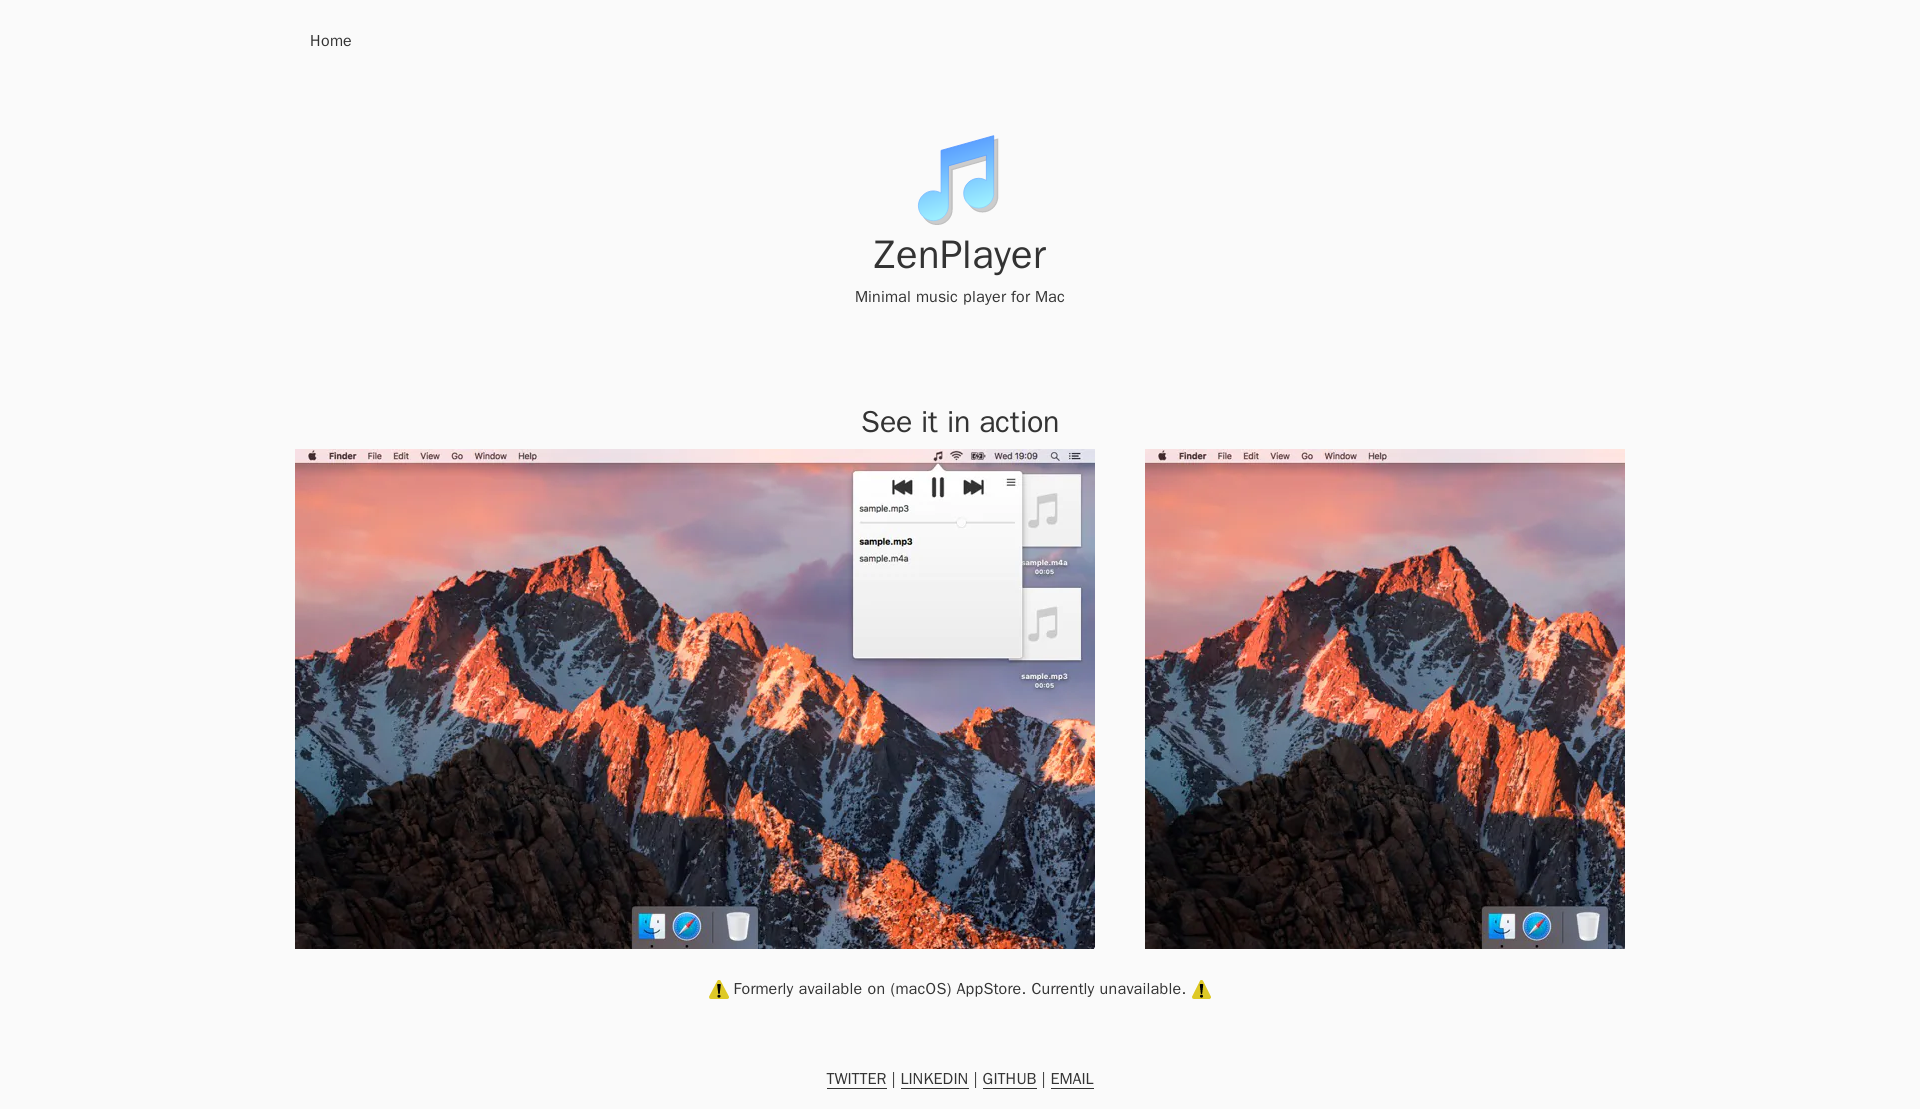 Home
ZenPlayer
Minimal music player for Mac
See it in action
Finder File Edit View Go Window Help Wed 19:09
sample.mp3
sample.mp3
sample.m4a
sample.m4a
00:05
sample.mp3
00:05
Finder File Edit View Go Window Help
Formerly available on (macOS) AppStore. Currently unavailable.
TWITTER | LINKEDIN | GITHUB | EMAIL